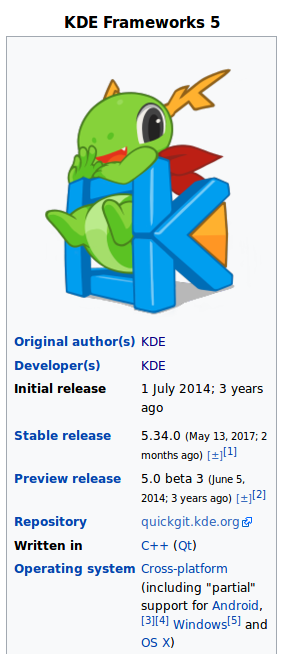 KDE Frameworks 5
Original author(s) KDE
Developer(s) KDE
Initial release 1 July 2014; 3 years
ago
Stable release 5.34.0 (May 13, 2017; 2
months ago) [±][1]
Preview release 5.0 beta 3 (June 5,
2014; 3 years ago) [±][2]
Repository quickgit.kde.org
Written in C++ (Qt)
Operating system Cross-platform
(including "partial"
support for Android,
[3][4] Windows[5] and
OS X)